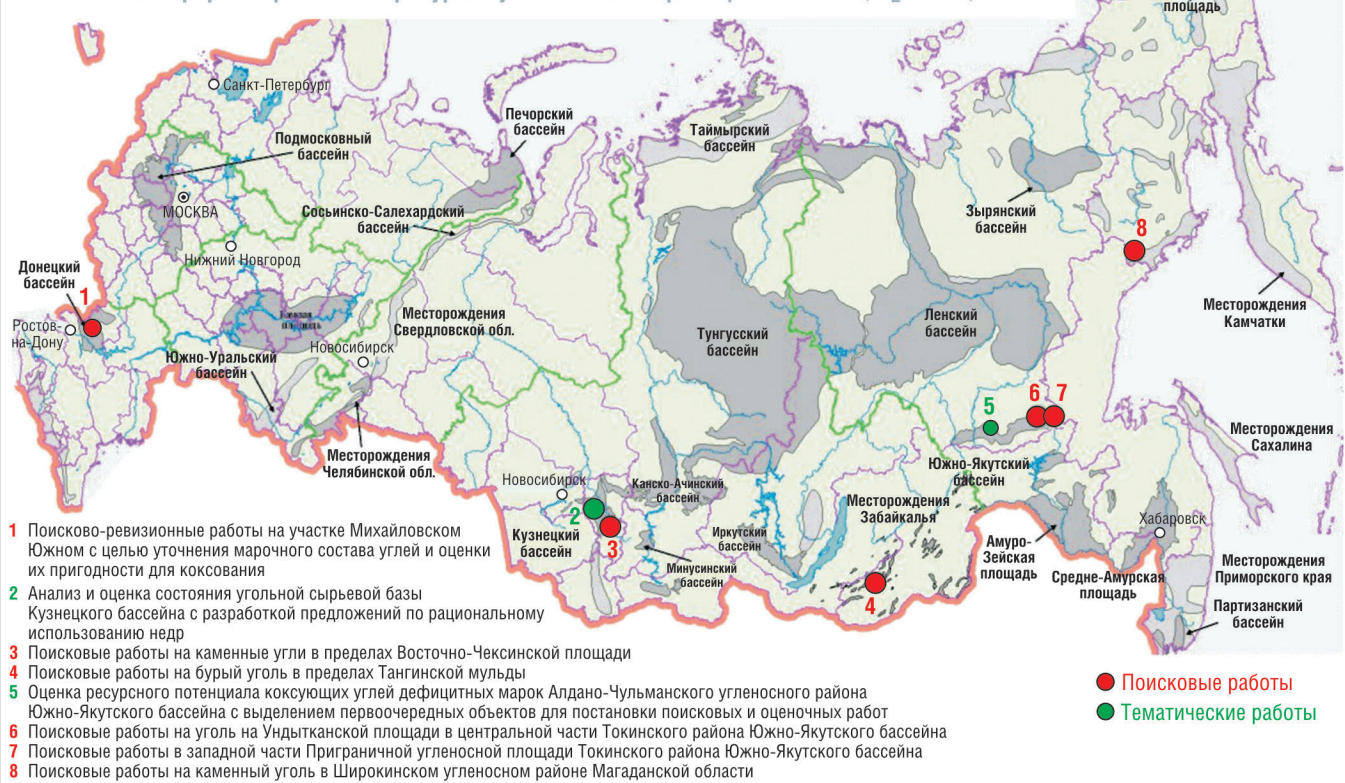 площадь
Санкт-Петербург
Печорский
бассейн
Таймырский
бассейн
Подмосковный
бассейн
МОСКВА
Сосьинско-Салехардский
бассейн
Зырянский
бассейн
8
Нижний Новгород
Донецкий
бассейн
1
Ростов-
на-Дону
Месторождения
Свердловской обл.
Месторождения
Камчатки
Тунгусский
бассейн
Ленский
бассейн
площадь
Новосибирск
Южно-Уральский
бассейн
5
6
7
Месторождения
Сахалина
Месторождения
Челябинской обл.
Южно-Якутский
бассейн
Новосибирск
Канско-Ачинский
бассейн
Месторождения
Забайкалья
2
Кузнецкий
бассейн
3
Иркутский
бассейн
Минусинский
бассейн
4
Амуро-
Зейская
площадь
Хабаровск
Средне-Амурская
площадь
Месторождения
Приморского края
Партизанский
бассейн
1 Поисково-ревизионные работы на участке Михайловском
Южном с целью уточнения марочного состава углей и оценки
их пригодности для коксования
2 Анализ и оценка состояния угольной сырьевой базы
Кузнецкого бассейна с разработкой предложений по рациональному
использованию недр
3 Поисковые работы на каменные угли в пределах Восточно-Чексинской площади
4 Поисковые работы на бурый уголь в пределах Тангинской мульды
5 Оценка ресурсного потенциала коксующих углей дефицитных марок Алдано-Чульманского угленосного района
Южно-Якутского бассейна с выделением первоочередных объектов для постановки поисковых и оценочных работ
6 Поисковые работы на уголь на Ундытканской площади в центральной части Токинского района Южно-Якутского бассейна
7 Поисковые работы в западной части Приграничной угленосной площади Токинского района Южно-Якутского бассейна
8 Поисковые работы на каменный уголь в Широкинском угленосном районе Магаданской области
Поисковые работы
Тематические работы